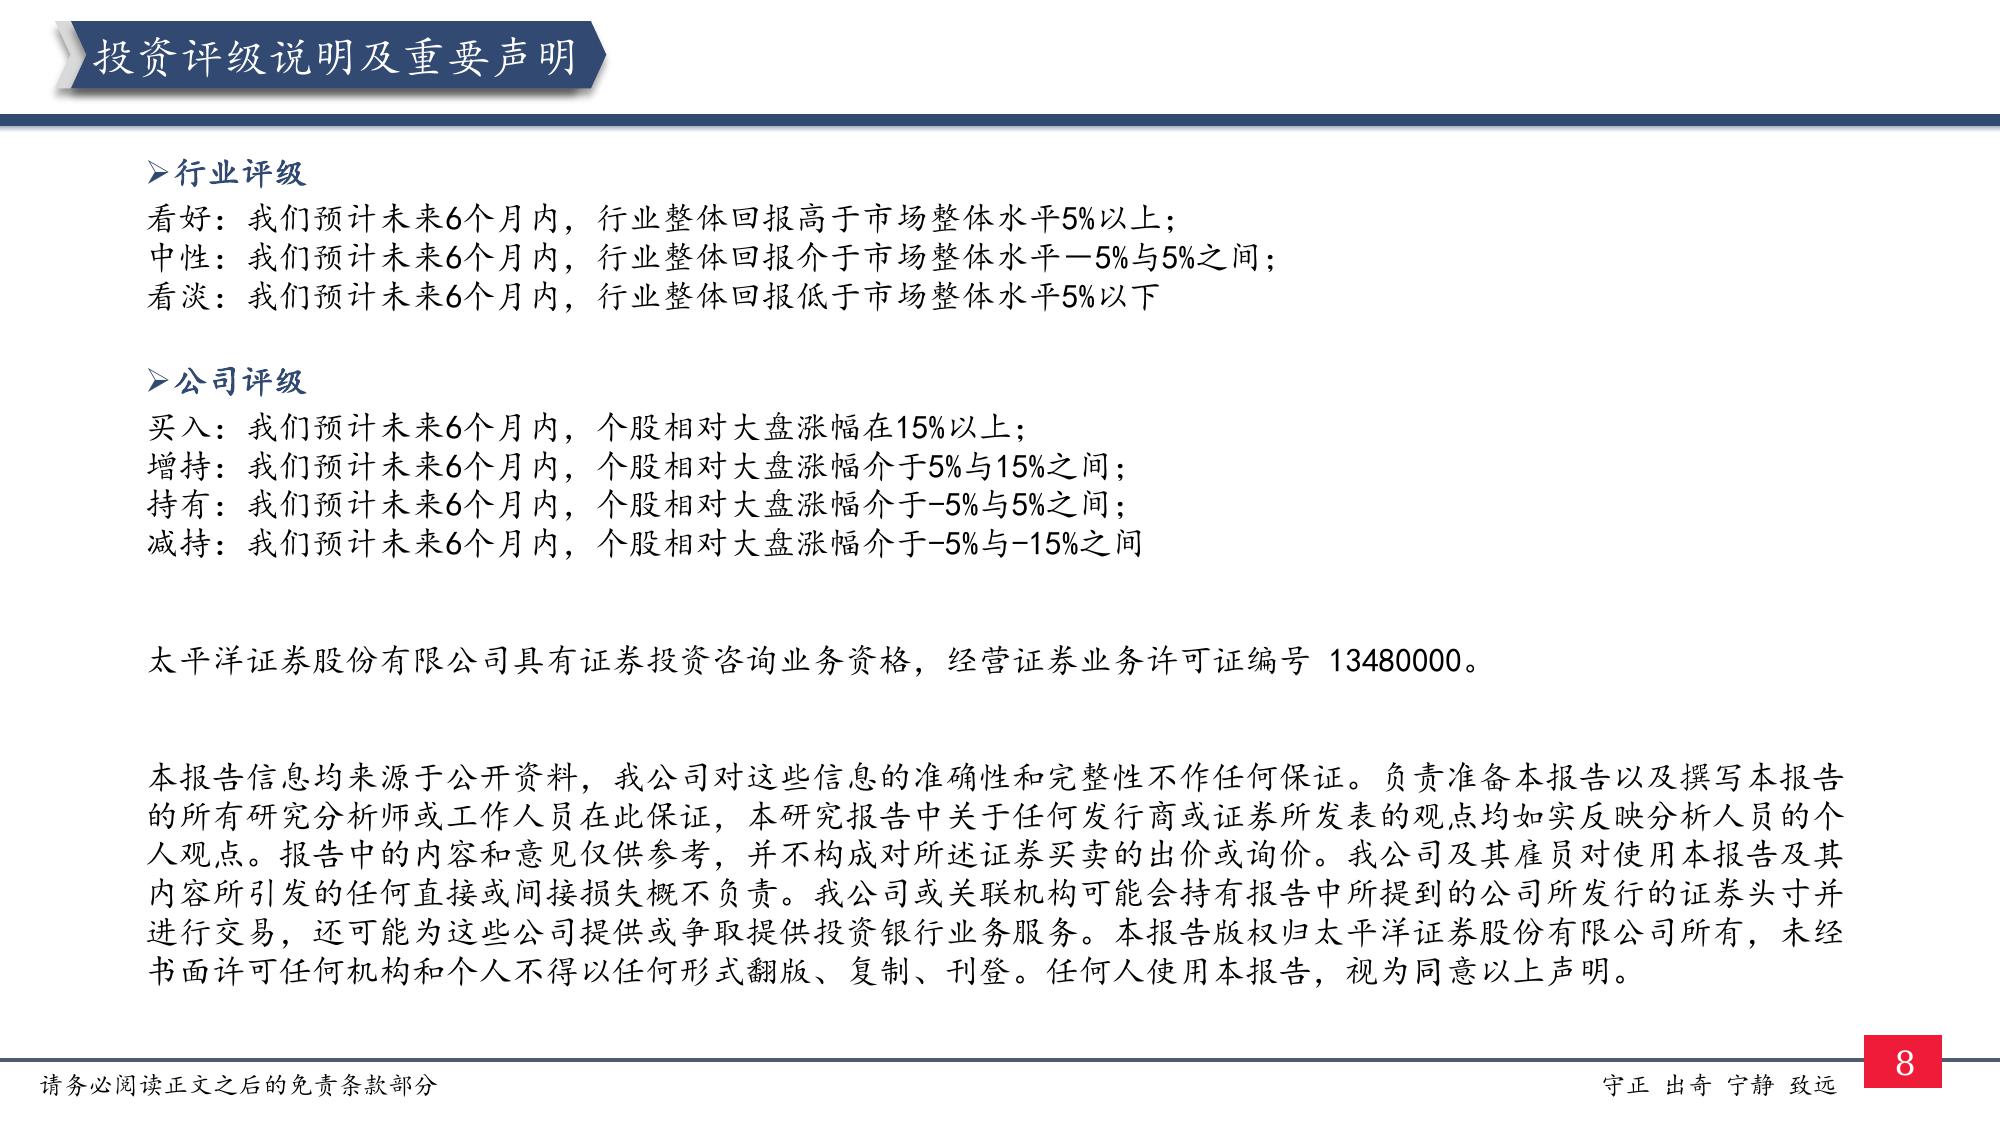 投资评级说明及重要声明
➢行业评级
看好：我们预计未来6个月内，行业整体回报高于市场整体水平5%以上；
中性：我们预计未来6个月内，行业整体回报介于市场整体水平－5%与5%之间；
看淡：我们预计未来6个月内，行业整体回报低于市场整体水平5%以下
➢公司评级
买入：我们预计未来6个月内，个股相对大盘涨幅在15%以上；
增持：我们预计未来6个月内，个股相对大盘涨幅介于5%与15%之间；
持有：我们预计未来6个月内，个股相对大盘涨幅介于-5%与5%之间；
减持：我们预计未来6个月内，个股相对大盘涨幅介于-5%与-15%之间
太平洋证券股份有限公司具有证券投资咨询业务资格，经营证券业务许可证编号 13480000。
本报告信息均来源于公开资料，我公司对这些信息的准确性和完整性不作任何保证。负责准备本报告以及撰写本报告
的所有研究分析师或工作人员在此保证，本研究报告中关于任何发行商或证券所发表的观点均如实反映分析人员的个
人观点。报告中的内容和意见仅供参考，并不构成对所述证券买卖的出价或询价。我公司及其雇员对使用本报告及其
内容所引发的任何直接或间接损失概不负责。我公司或关联机构可能会持有报告中所提到的公司所发行的证券头寸并
进行交易，还可能为这些公司提供或争取提供投资银行业务服务。本报告版权归太平洋证券股份有限公司所有，未经
书面许可任何机构和个人不得以任何形式翻版、复制、刊登。任何人使用本报告，视为同意以上声明。
请务必阅读正文之后的免责条款部分
守正 出奇 宁静 致远
8